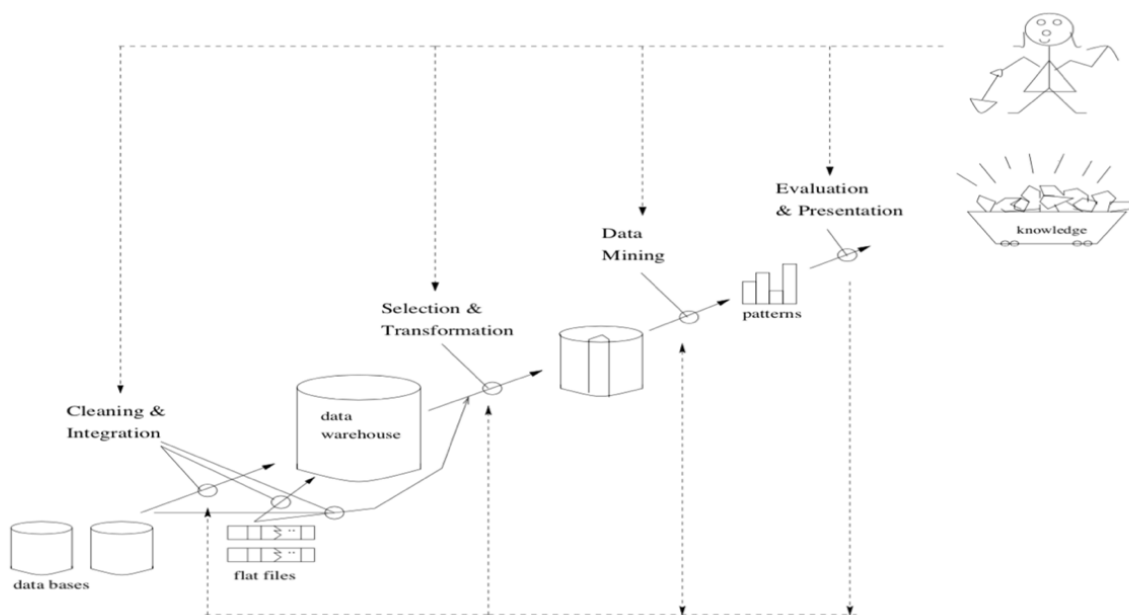 Evaluation
& Presentation
knowledge
Data
Mining
patterns
Selection &
Transformation
Cleaning &
Integration
data
warehouse
data bases
flat files